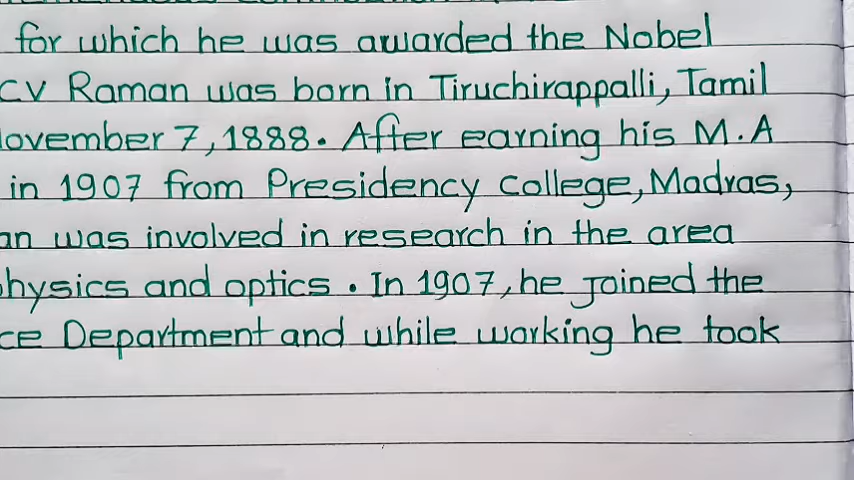 for which he was awarded the Nobel
CV Raman was born in Tiruchirappalli, Tamil
November 7, 1888. After earning his M.A
in 1907 from Presidency College, Madras,
an was involved in research in the area
physics and optics. In 1907, he joined the
ce Department and while working he took